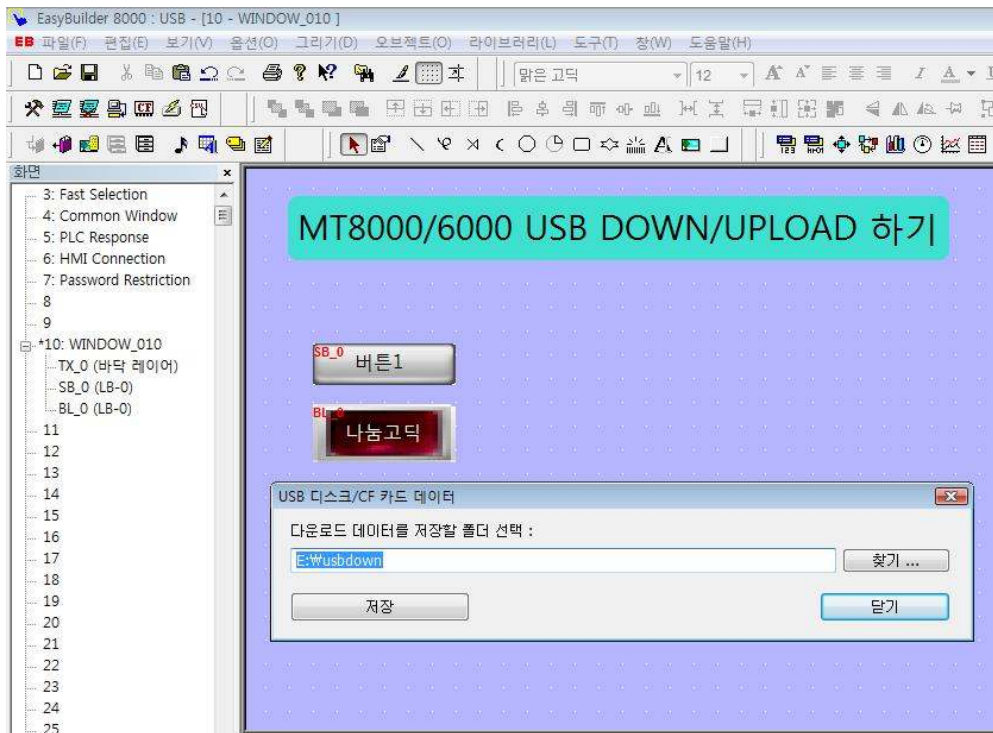 EasyBuilder 8000 : USB - [10 - WINDOW_010 ]
EB 파일(F) 편집(E) 보기(V) 옵션(O) 그리기(D) 오브젝트(O) 라이브러리(L) 도구(T) 창(W) 도움말(H)
맑은 고딕 12
화면
3: Fast Selection
4: Common Window
5: PLC Response
6: HMI Connection
7: Password Restriction
8
9
*10: WINDOW_010
TX_0 (바닥 레이어)
SB_0 (LB-0)
BL_0 (LB-0)
11
12
13
14
15
16
17
18
19
20
21
22
23
24
25
MT8000/6000 USB DOWN/UPLOAD 하기
SB_0
버튼1
BL_0
나눔고딕
USB 디스크/CF 카드 데이터
다운로드 데이터를 저장할 폴더 선택 :
E:₩usbdown
찾기 ...
저장
닫기